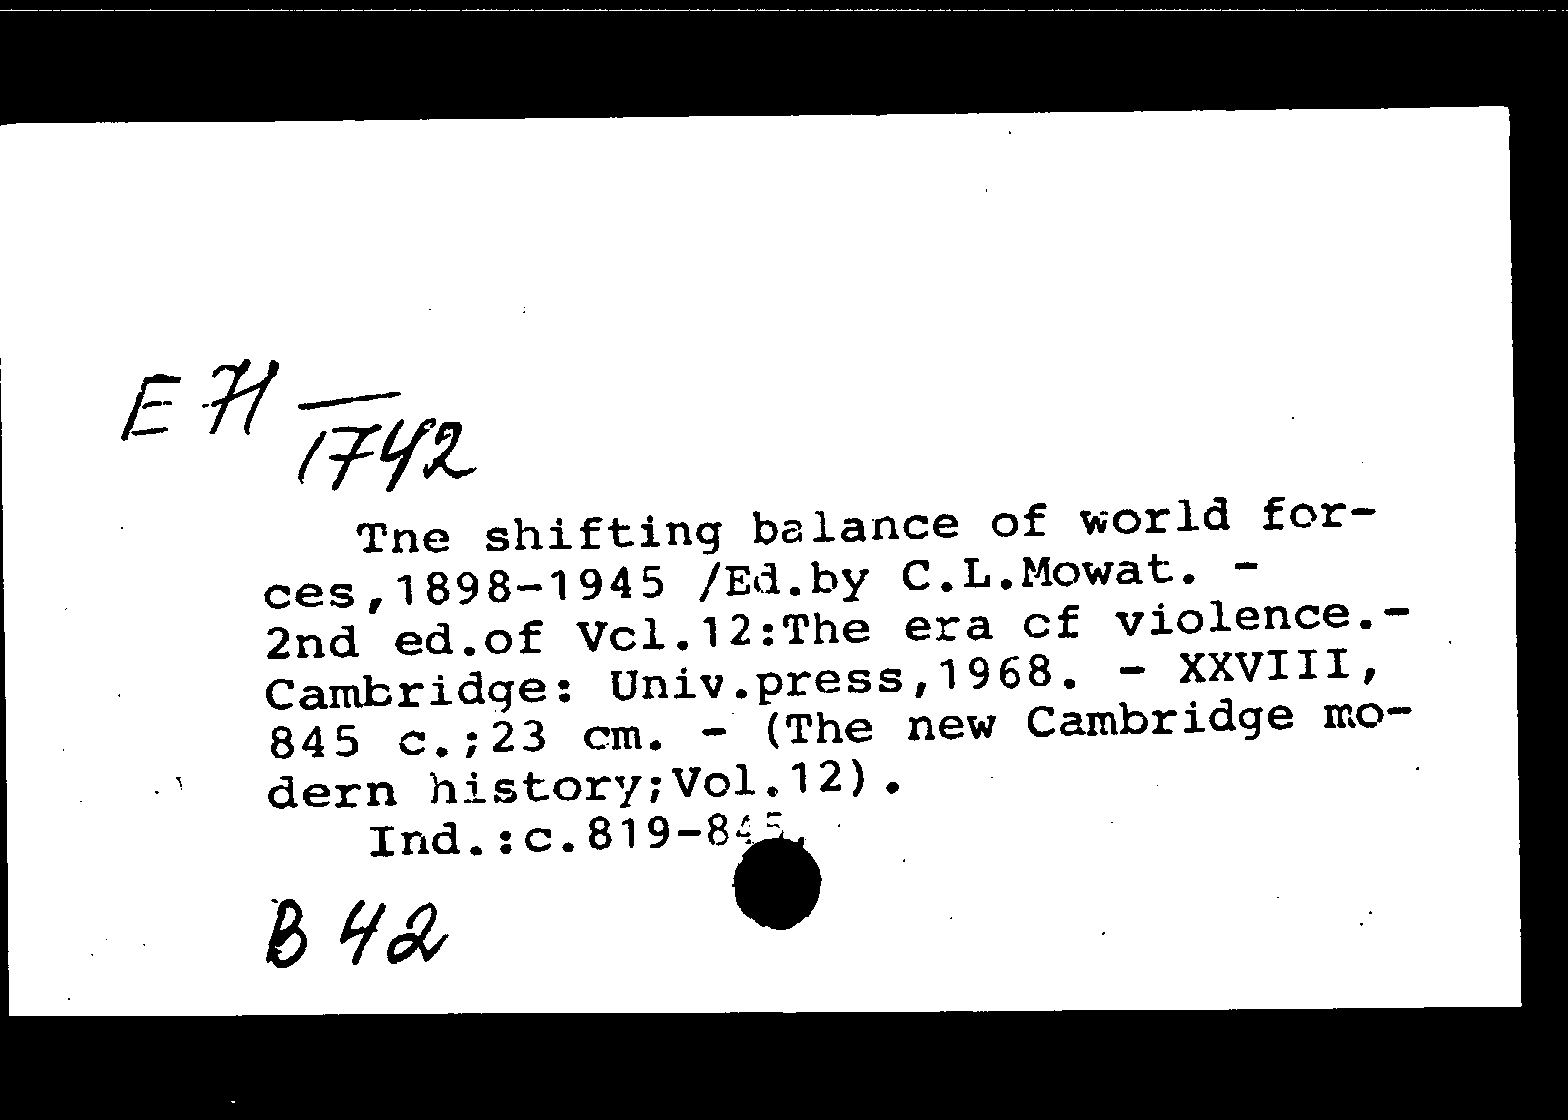 E 71
1742
The shifting balance of world for-
ces,1898-1945 /Ed.by C.L.Mowat. -
2nd ed.of Vol.12:The era of violence.-
Cambridge: Univ.press,1968. - XXVIII,
845 c.;23 cm. - (The new Cambridge mo-
dern history;Vol.12).
Ind.:c.819-845.
B 42